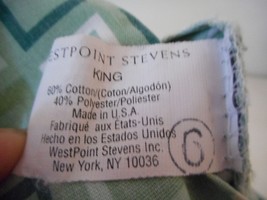 ESTPOINT STEVENS
KING
60% Cotton/(Coton/Algodón)
40% Polyester/Poliester
Made in U.S.A.
Fabriqué aux États-Unis
Hecho en los Estados Unidos
WestPoint Stevens Inc.
New York, NY 10036
6